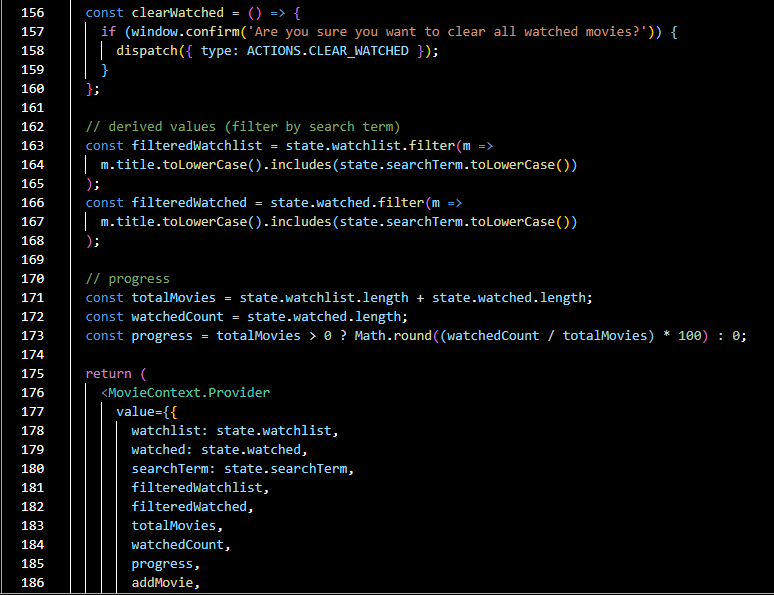 156 const clearWatched = () => {
157 if (window.confirm('Are you sure you want to clear all watched movies?')) {
158 dispatch({ type: ACTIONS.CLEAR_WATCHED });
159 }
160 };
161
162 // derived values (filter by search term)
163 const filteredWatchlist = state.watchlist.filter(m =>
164 m.title.toLowerCase().includes(state.searchTerm.toLowerCase())
165 );
166 const filteredWatched = state.watched.filter(m =>
167 m.title.toLowerCase().includes(state.searchTerm.toLowerCase())
168 );
169
170 // progress
171 const totalMovies = state.watchlist.length + state.watched.length;
172 const watchedCount = state.watched.length;
173 const progress = totalMovies > 0 ? Math.round((watchedCount / totalMovies) * 100) : 0;
174
175 return (
176 <MovieContext.Provider
177 value={{
178 watchlist: state.watchlist,
179 watched: state.watched,
180 searchTerm: state.searchTerm,
181 filteredWatchlist,
182 filteredWatched,
183 totalMovies,
184 watchedCount,
185 progress,
186 addMovie,